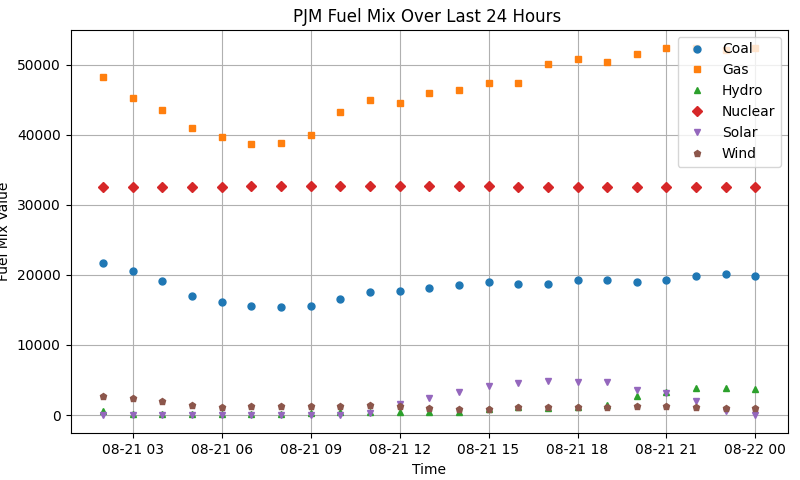 PJM Fuel Mix Over Last 24 Hours
Fuel Mix Value
50000
40000
30000
20000
10000
0
Coal
Gas
Hydro
Nuclear
Solar
Wind
08-21 03
08-21 06
08-21 09
08-21 12
08-21 15
08-21 18
08-21 21
08-22 00
Time